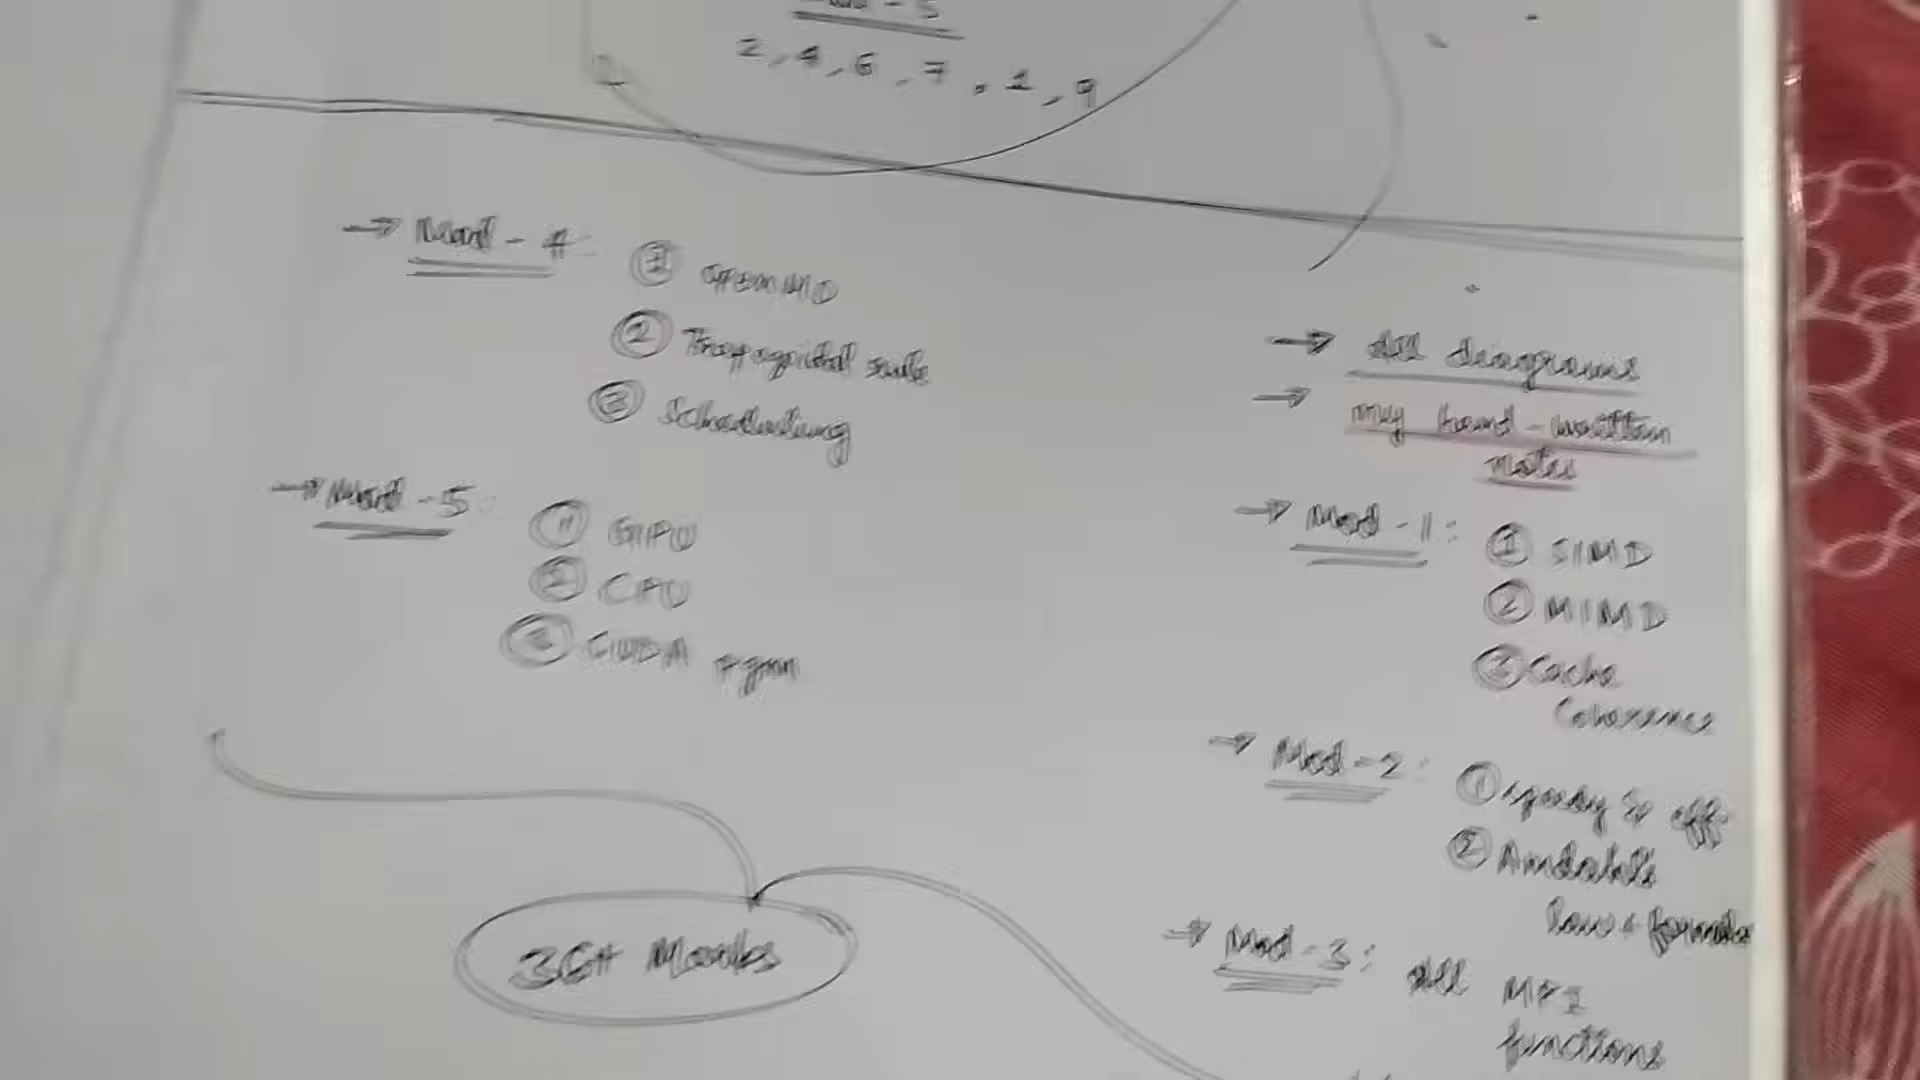 2, 4, 6, 7, 1, 9
→ Mod - 4:
① OpenMP
② Trapezoidal rule
③ Scheduling
→ Mod - 5:
① GPU
② CPU
③ CUDA pgm
36+ Marks
→ All diagrams
→ my hand-written
notes
→ Mod - 1:
① SIMD
② MIMD
③ Cache
Coherence
→ Mod - 2:
① speedup & eff.
② Amdahl's
law + formula
→ Mod - 3: All MPI
functions